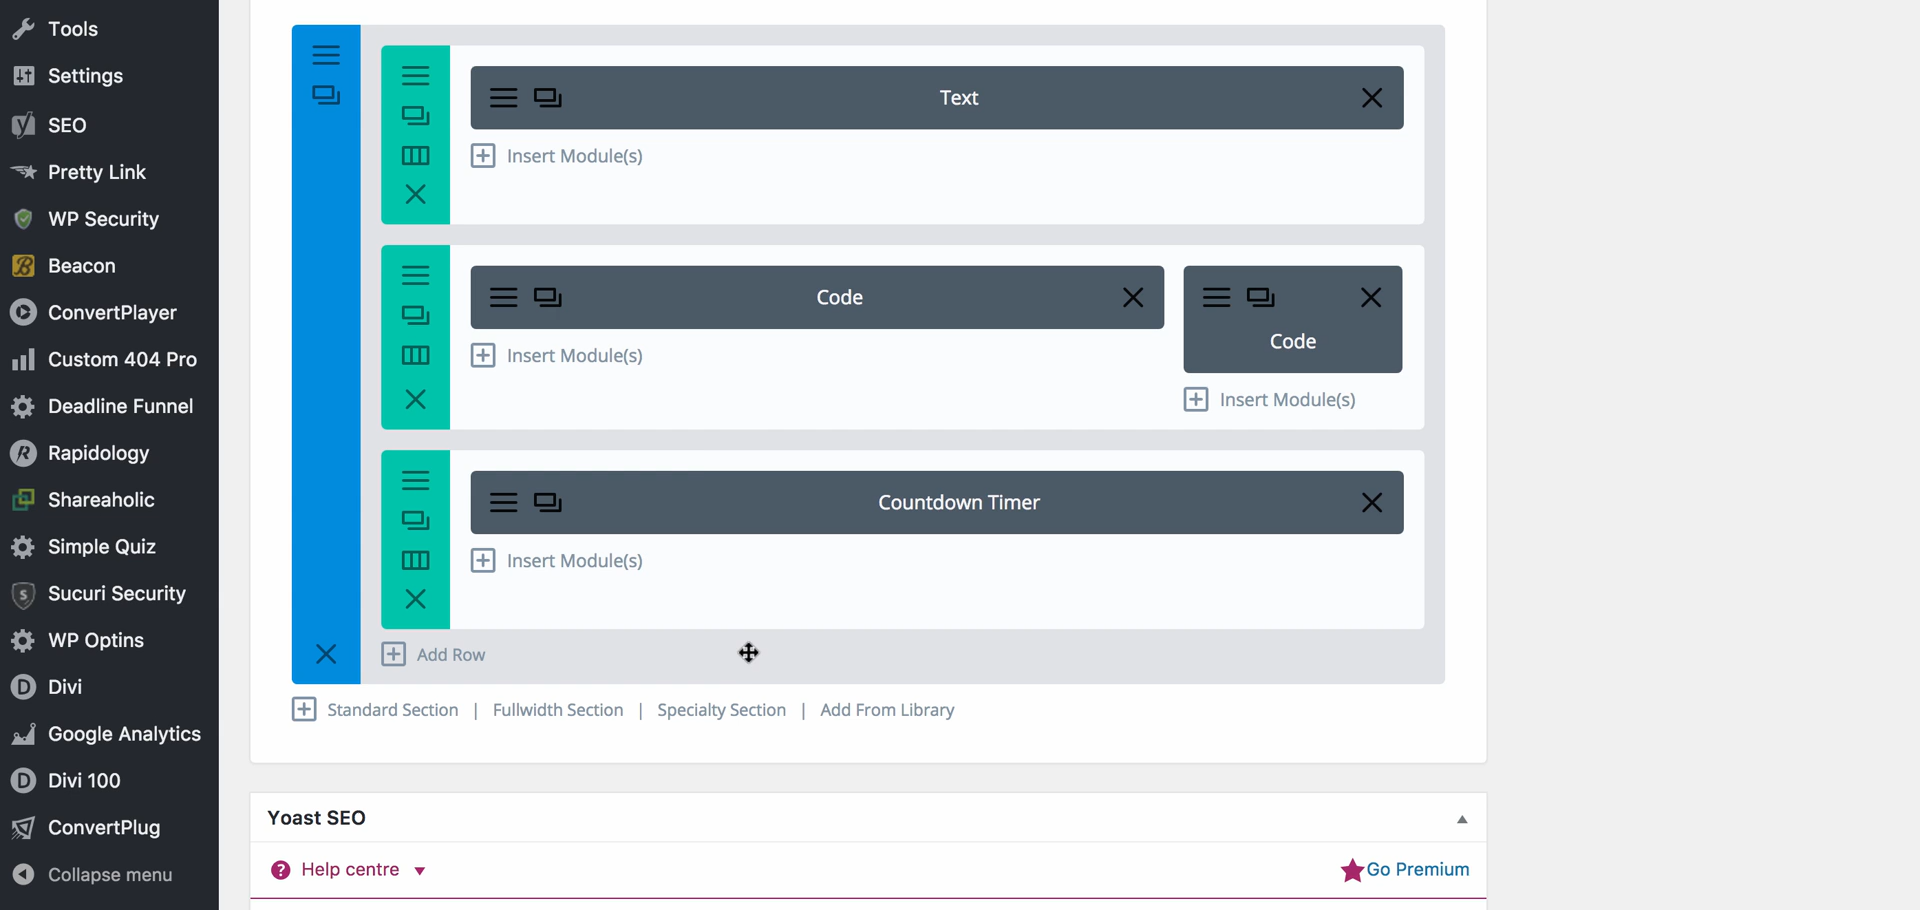 Tools
Settings
SEO
Pretty Link
WP Security
Beacon
ConvertPlayer
Custom 404 Pro
Deadline Funnel
Rapidology
Shareaholic
Simple Quiz
Sucuri Security
WP Optins
Divi
Google Analytics
Divi 100
ConvertPlug
Collapse menu
Text
Insert Module(s)
Code
Insert Module(s)
Code
Insert Module(s)
Countdown Timer
Insert Module(s)
Add Row
Standard Section | Fullwidth Section | Specialty Section | Add From Library
Yoast SEO
Help centre
Go Premium